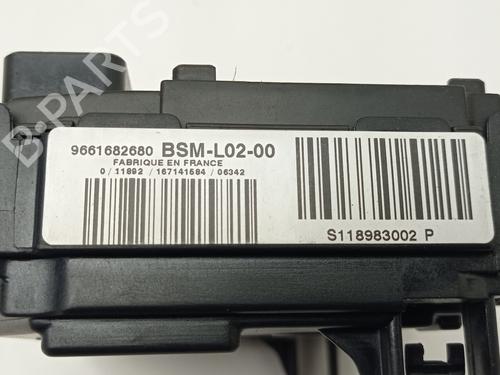 9661682680 BSM-L02-00
FABRIQUE EN FRANCE
0 / 11892 / 167141584 / 06342
S118983002 P
B-PARTS